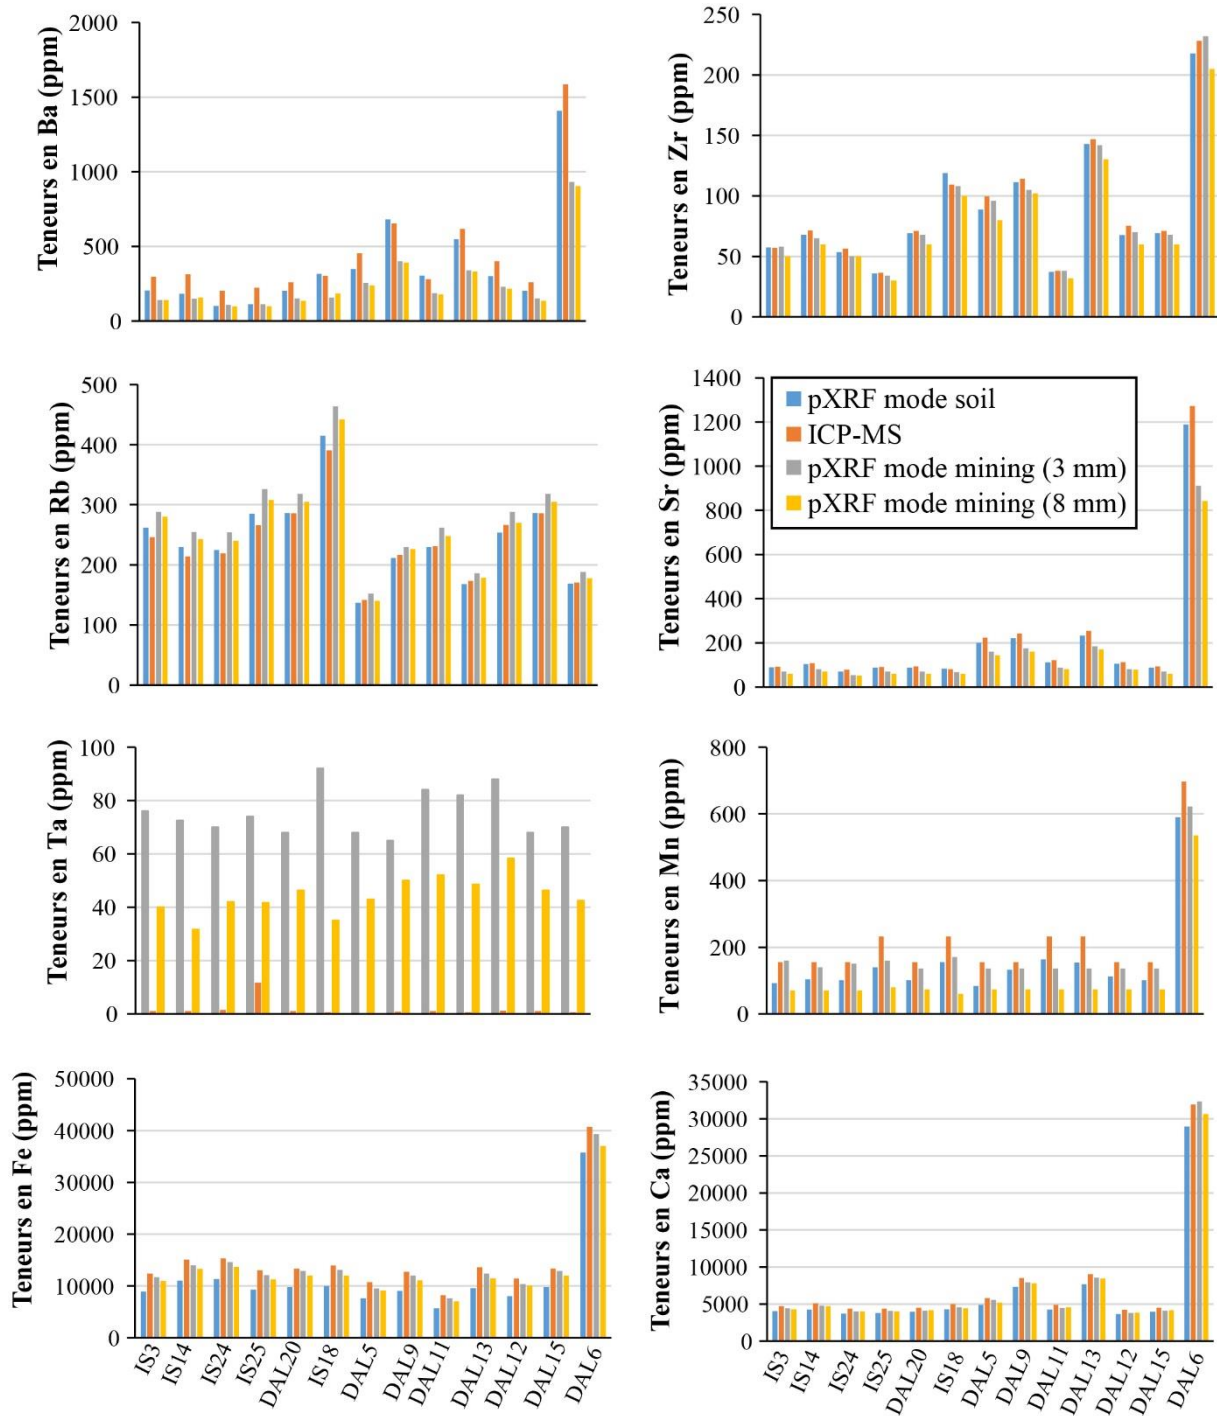 Teneurs en Ba (ppm)
2000
1500
1000
500
0
Teneurs en Zr (ppm)
250
200
150
100
50
0
Teneurs en Rb (ppm)
500
400
300
200
100
0
Teneurs en Sr (ppm)
1400
1200
1000
800
600
400
200
0
pXRF mode soil
ICP-MS
pXRF mode mining (3 mm)
pXRF mode mining (8 mm)
Teneurs en Ta (ppm)
100
80
60
40
20
0
Teneurs en Mn (ppm)
800
600
400
200
0
Teneurs en Fe (ppm)
50000
40000
30000
20000
10000
0
IS3
IS14
IS24
IS25
DAL20
IS18
DAL5
DAL9
DAL11
DAL13
DAL12
DAL15
DAL6
Teneurs en Ca (ppm)
35000
30000
25000
20000
15000
10000
5000
0
IS3
IS14
IS24
IS25
DAL20
IS18
DAL5
DAL9
DAL11
DAL13
DAL12
DAL15
DAL6